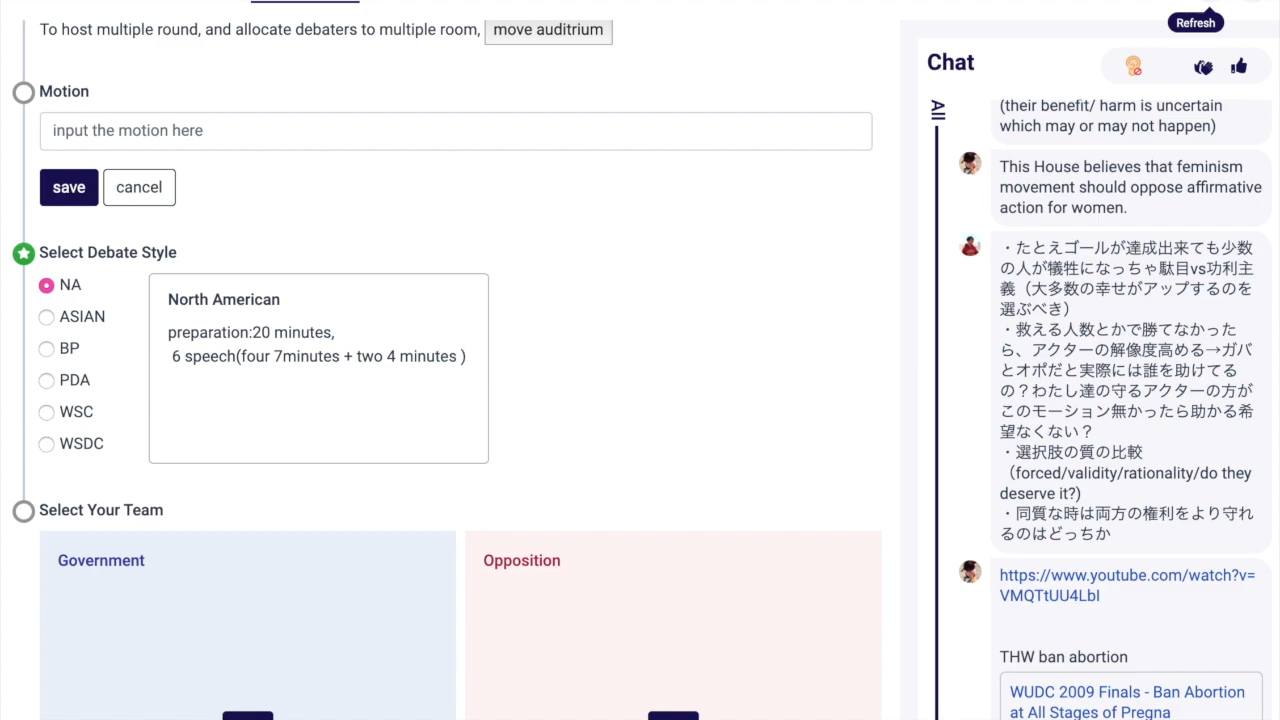 To host multiple round, and allocate debaters to multiple room, move auditrium
Motion
input the motion here
save cancel
Select Debate Style
NA
ASIAN
BP
PDA
WSC
WSDC
North American
preparation:20 minutes,
6 speech(four 7minutes + two 4 minutes )
Select Your Team
Government
Opposition
Refresh
Chat
All
(their benefit/ harm is uncertain
which may or may not happen)
This House believes that feminism
movement should oppose affirmative
action for women.
・たとえゴールが達成出来ても少数
の人が犠牲になっちゃ駄目vs功利主
義（大多数の幸せがアップするのを
選ぶべき）
・救える人数とかで勝てなかった
ら、アクターの解像度高める→ガバ
とオポだと実際には誰を助けてる
の？わたし達の守るアクターの方が
このモーション無かったら助かる希
望なくない？
・選択肢の質の比較
（forced/validity/rationality/do they
deserve it?)
・同質な時は両方の権利をより守れ
るのはどっちか
https://www.youtube.com/watch?v=
VMQTtUU4LbI
THW ban abortion
WUDC 2009 Finals - Ban Abortion
at All Stages of Pregna